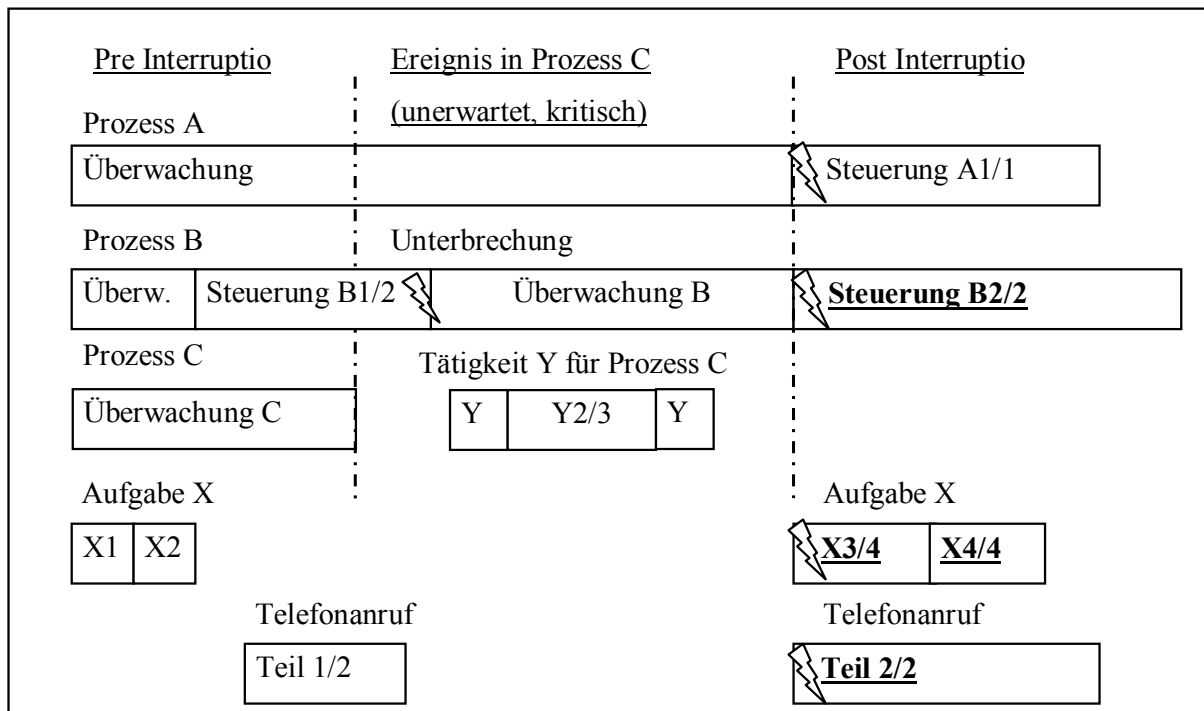 Pre Interruptio
Ereignis in Prozess C
Post Interruptio
(unerwartet, kritisch)
Prozess A
Überwachung
Steuerung A1/1
Prozess B
Unterbrechung
Überw.
Steuerung B1/2
Überwachung B
Steuerung B2/2
Prozess C
Tätigkeit Y für Prozess C
Überwachung C
Y
Y2/3
Y
Aufgabe X
Aufgabe X
X1
X2
X3/4
X4/4
Telefonanruf
Telefonanruf
Teil 1/2
Teil 2/2